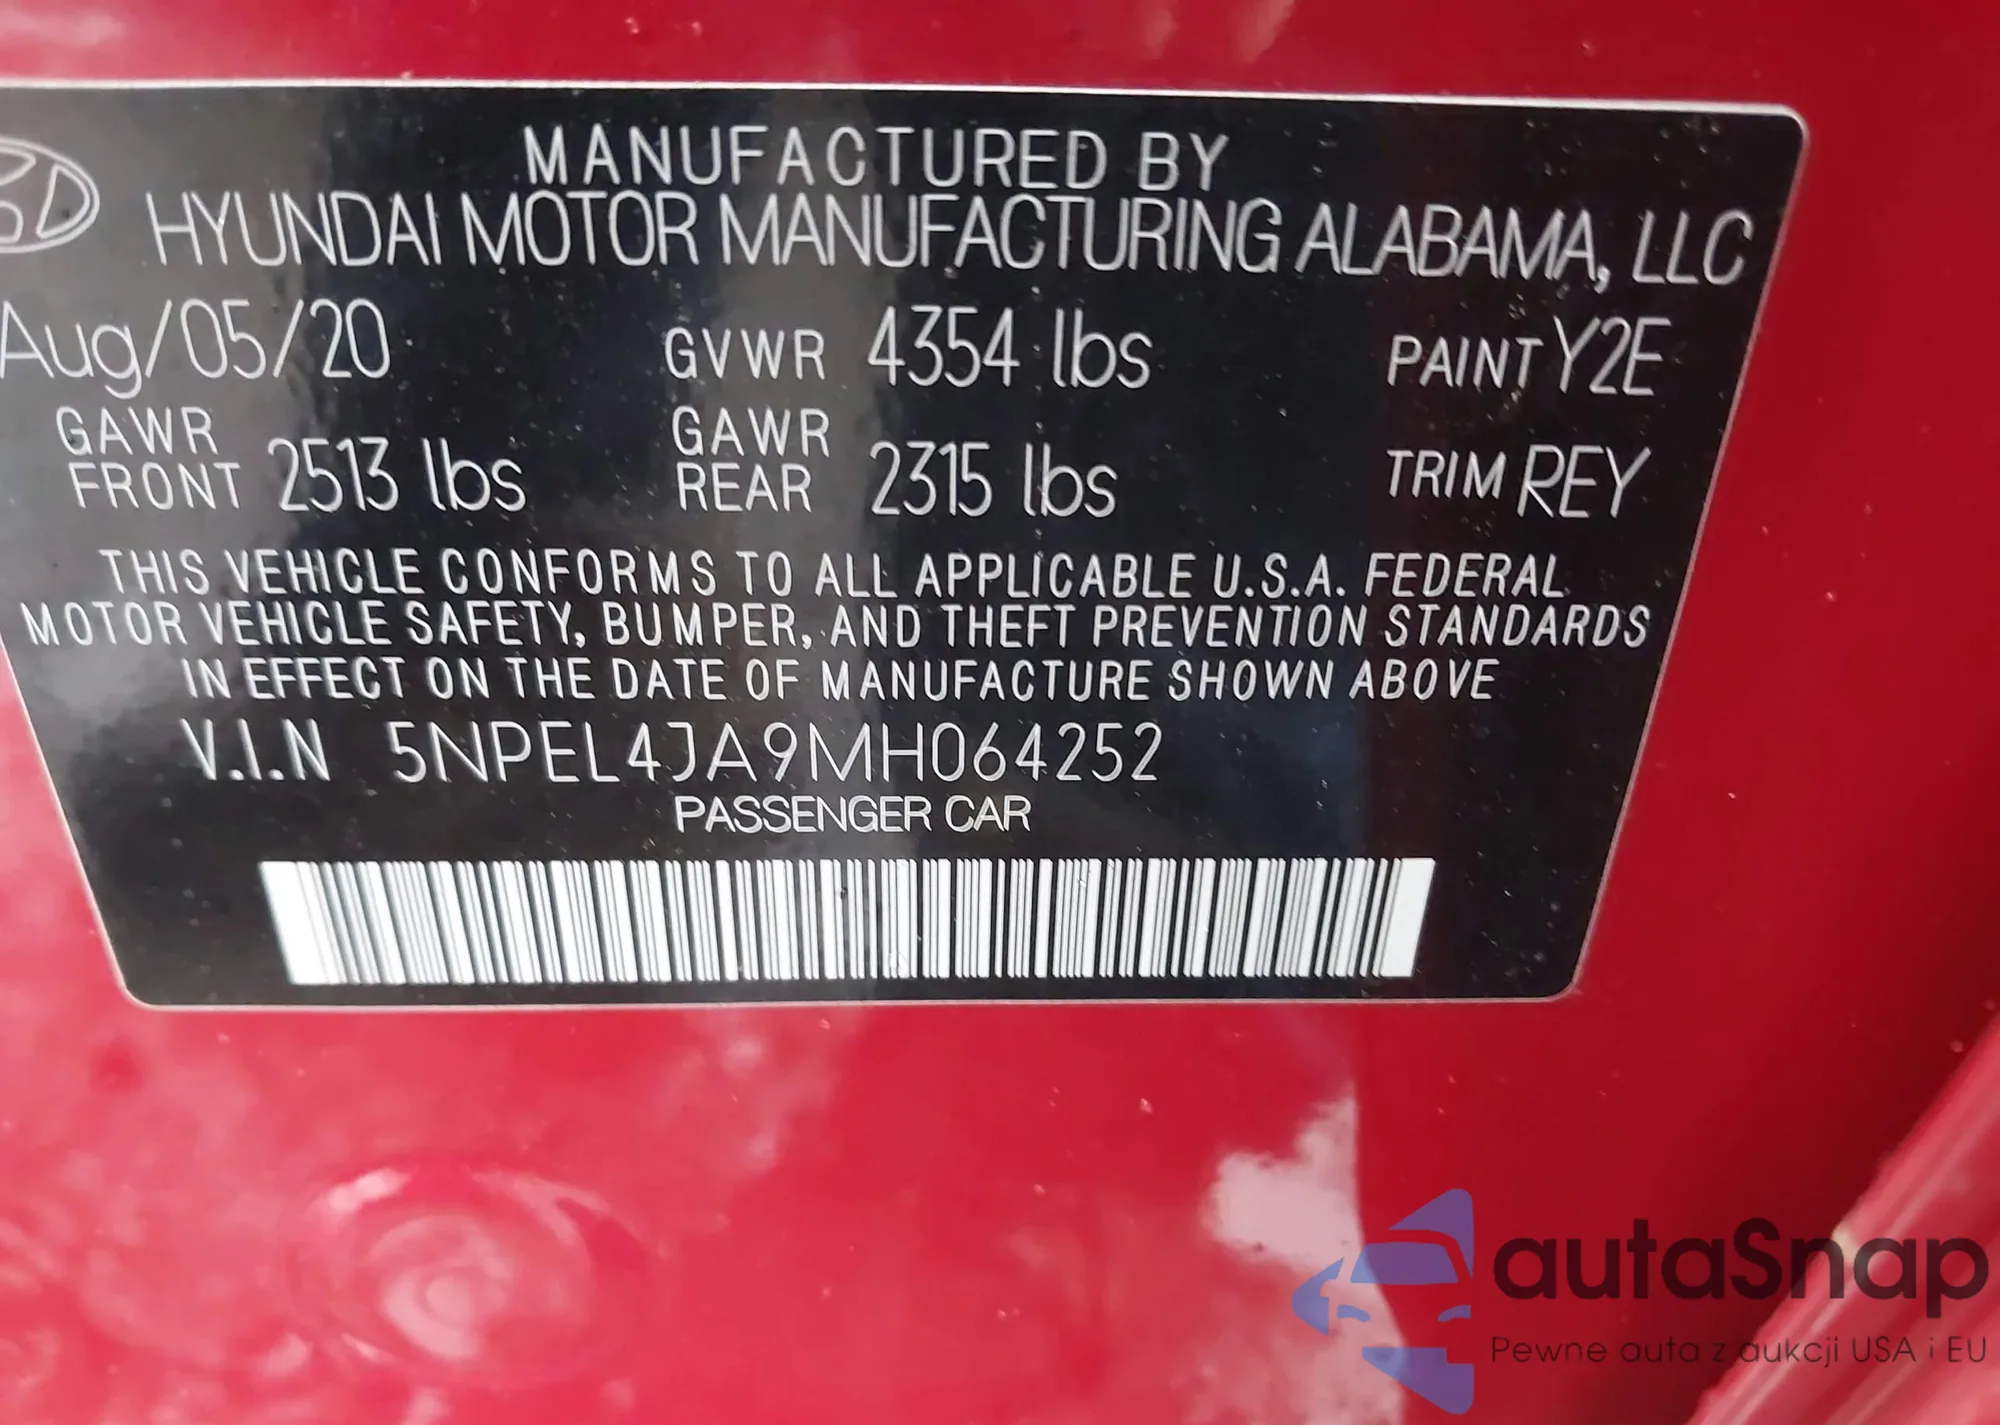 MANUFACTURED BY
HYUNDAI MOTOR MANUFACTURING ALABAMA, LLC
Aug/05/20 GVWR 4354 lbs PAINT Y2E
GAWR FRONT 2513 lbs GAWR REAR 2315 lbs TRIM REY
THIS VEHICLE CONFORMS TO ALL APPLICABLE U.S.A. FEDERAL
MOTOR VEHICLE SAFETY, BUMPER, AND THEFT PREVENTION STANDARDS
IN EFFECT ON THE DATE OF MANUFACTURE SHOWN ABOVE
V.I.N 5NPEL4JA9MH064252
PASSENGER CAR
autaSnap
Pewne auta z aukcji USA i EU